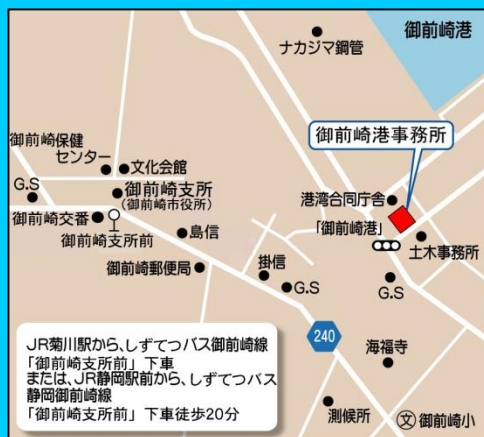 ナカジマ鋼管
御前崎港
御前崎港事務所
御前崎保健
センター
文化会館
G.S
御前崎支所
(御前崎市役所)
港湾合同庁舎
「御前崎港」
御前崎交番
御前崎支所前
島信
土木事務所
御前崎郵便局
掛信
G.S
G.S
240
海福寺
測候所
文
御前崎小
JR菊川駅から、しずてつバス御前崎線
「御前崎支所前」下車
または、JR静岡駅前から、しずてつバス
静岡御前崎線
「御前崎支所前」下車徒歩20分